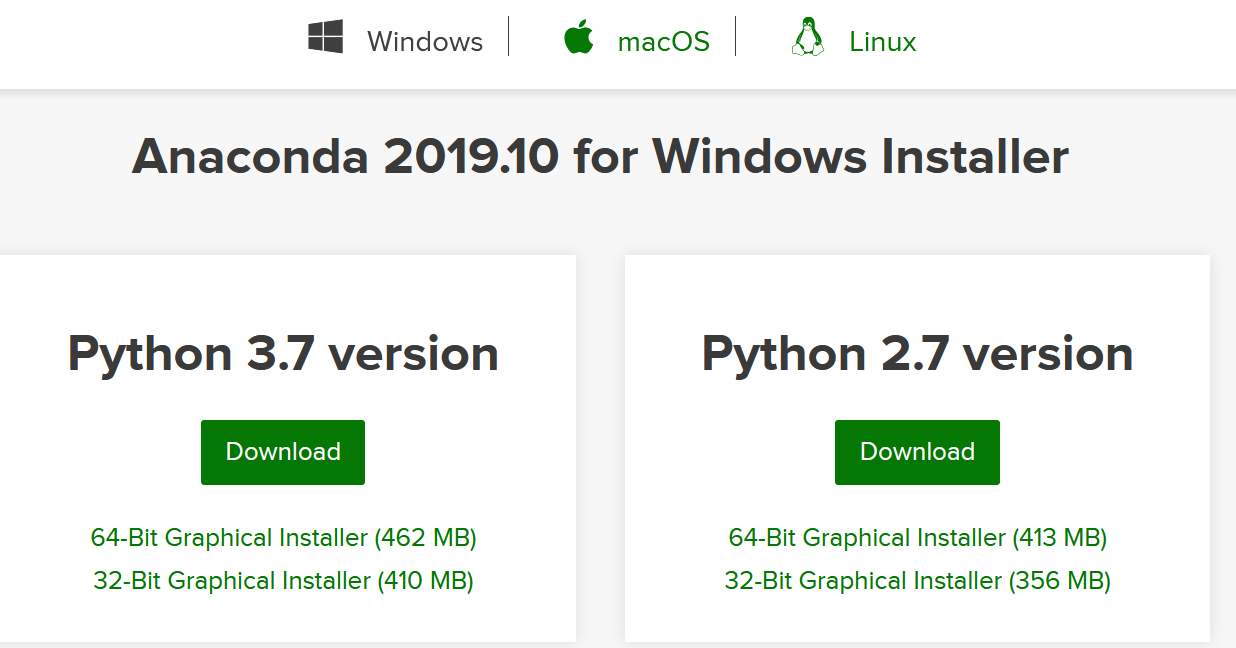 Windows macOS Linux
Anaconda 2019.10 for Windows Installer
Python 3.7 version
Download
64-Bit Graphical Installer (462 MB)
32-Bit Graphical Installer (410 MB)
Python 2.7 version
Download
64-Bit Graphical Installer (413 MB)
32-Bit Graphical Installer (356 MB)